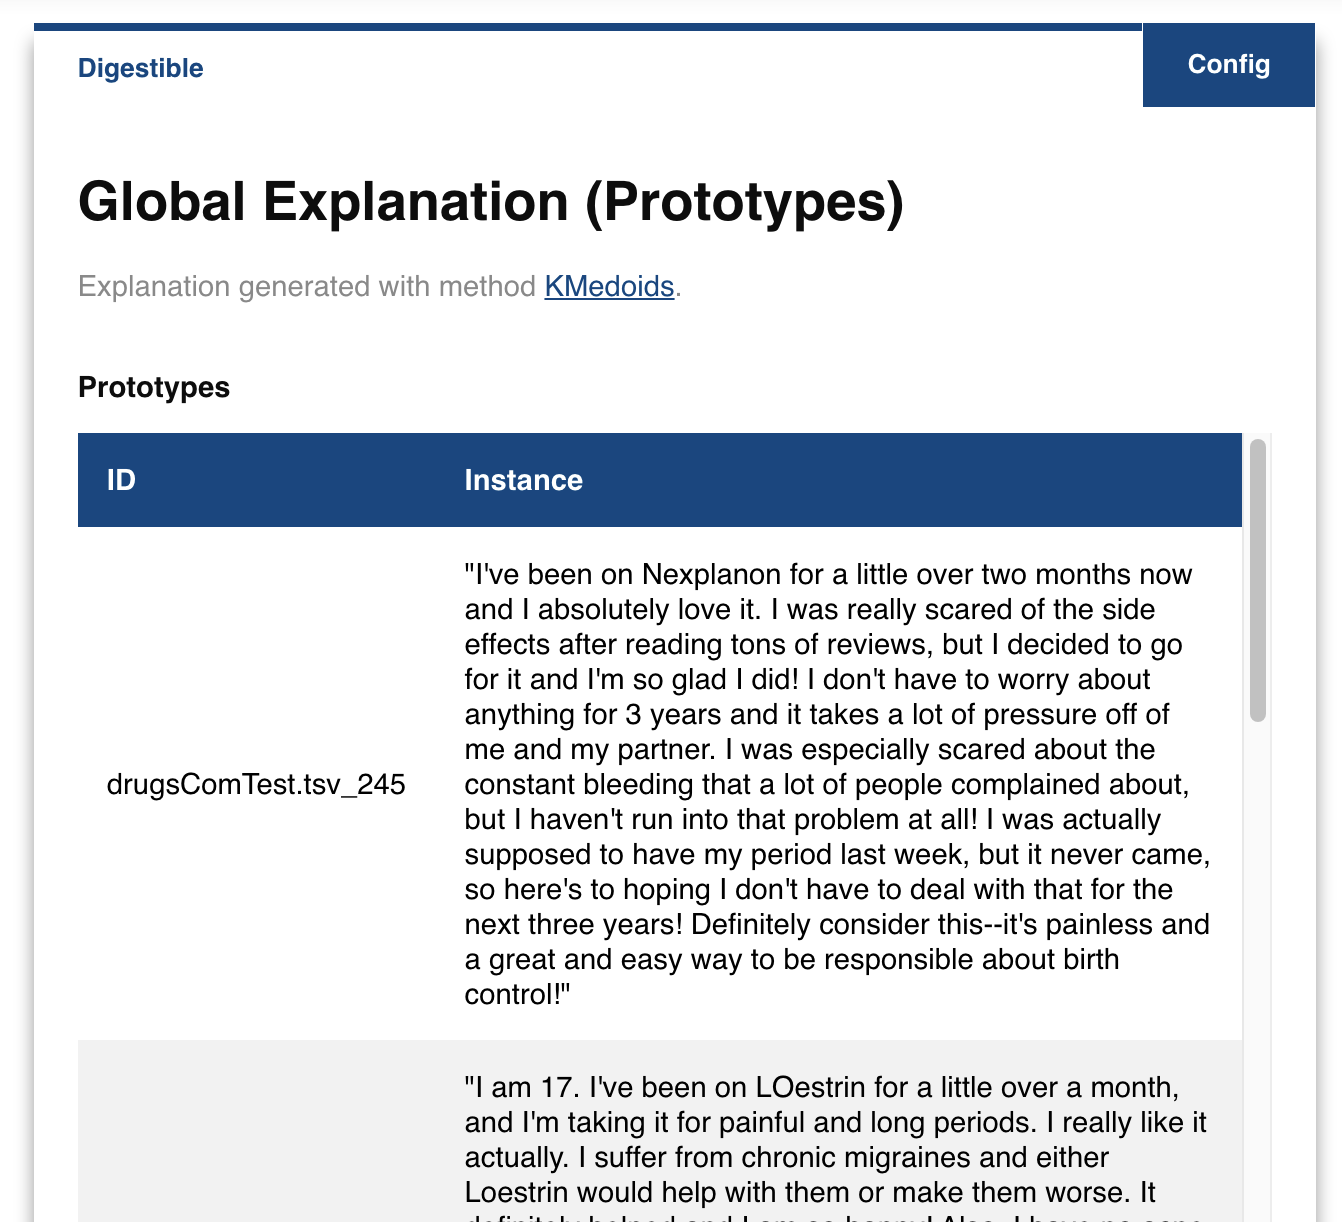 Digestible
Config
Global Explanation (Prototypes)
Explanation generated with method KMedoids.
Prototypes
ID
Instance
"I've been on Nexplanon for a little over two months now
and I absolutely love it. I was really scared of the side
effects after reading tons of reviews, but I decided to go
for it and I'm so glad I did! I don't have to worry about
anything for 3 years and it takes a lot of pressure off of
me and my partner. I was especially scared about the
drugsComTest.tsv_245
constant bleeding that a lot of people complained about,
but I haven't run into that problem at all! I was actually
supposed to have my period last week, but it never came,
so here's to hoping I don't have to deal with that for the
next three years! Definitely consider this--it's painless and
a great and easy way to be responsible about birth
control!"
"I am 17. I've been on LOestrin for a little over a month,
and I'm taking it for painful and long periods. I really like it
actually. I suffer from chronic migraines and either
Loestrin would help with them or make them worse. It